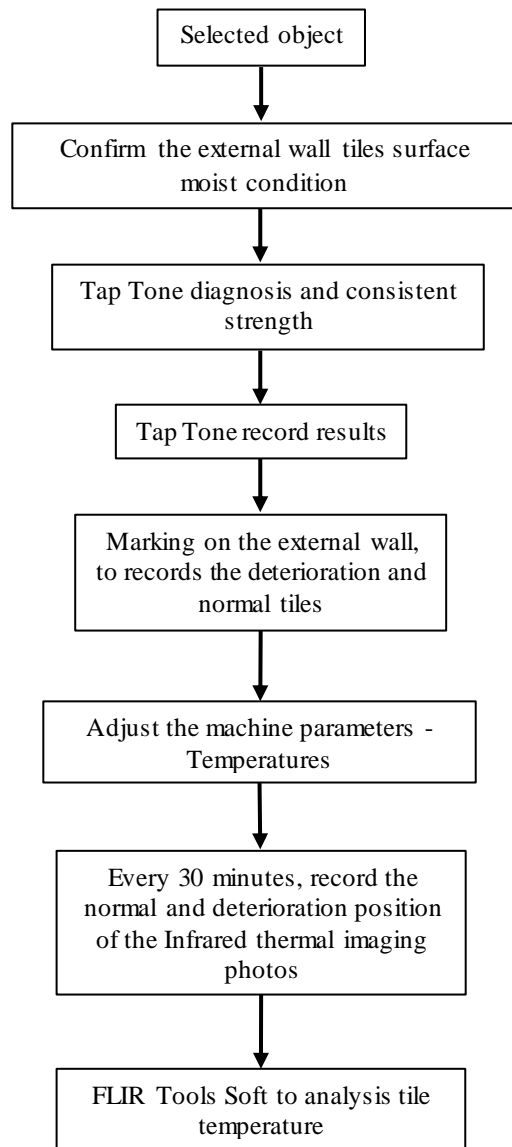 Selected object
Confirm the external wall tiles surface
moist condition
Tap Tone diagnosis and consistent
strength
Tap Tone record results
Marking on the external wall,
to records the deterioration and
normal tiles
Adjust the machine parameters -
Temperatures
Every 30 minutes, record the
normal and deterioration position
of the Infrared thermal imaging
photos
FLIR Tools Soft to analysis tile
temperature